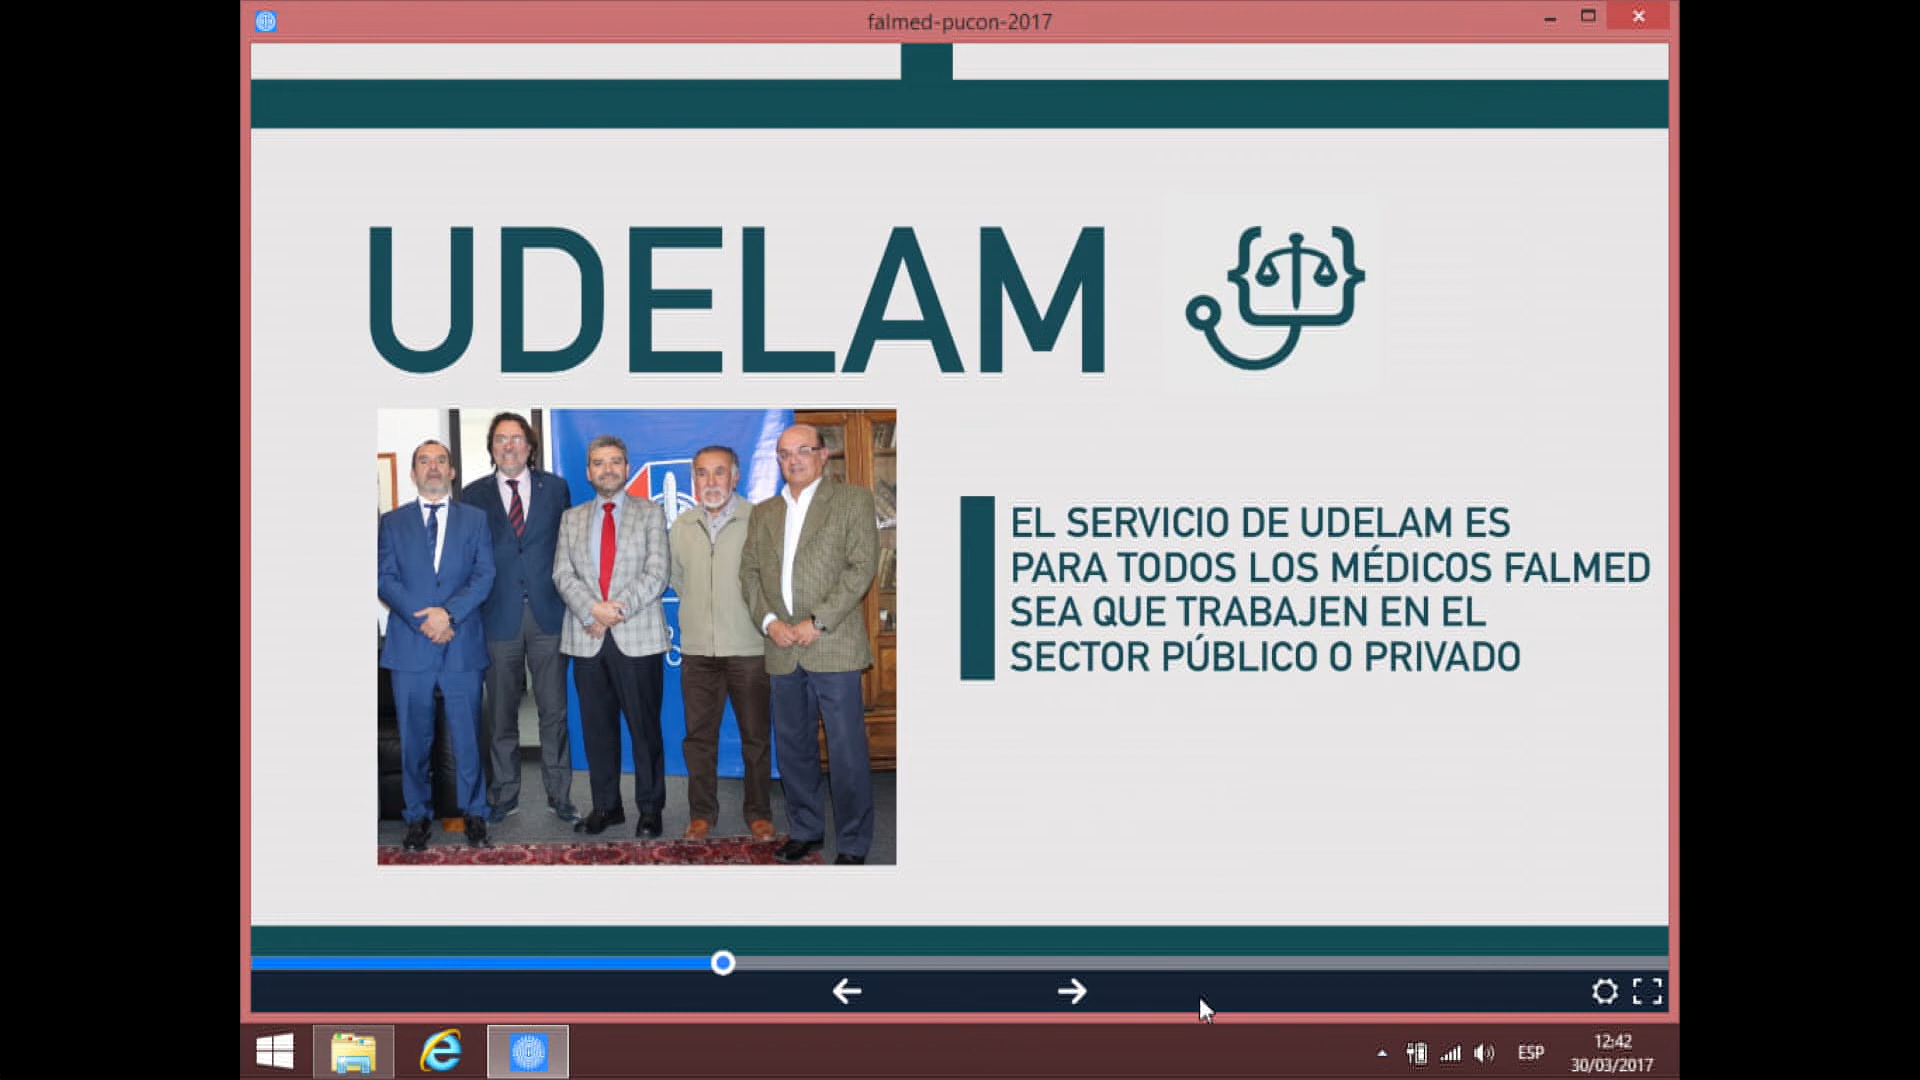 falmed-pucon-2017
UDELAM
EL SERVICIO DE UDELAM ES
PARA TODOS LOS MÉDICOS FALMED
SEA QUE TRABAJEN EN EL
SECTOR PÚBLICO O PRIVADO
ESP
12:42
30/03/2017